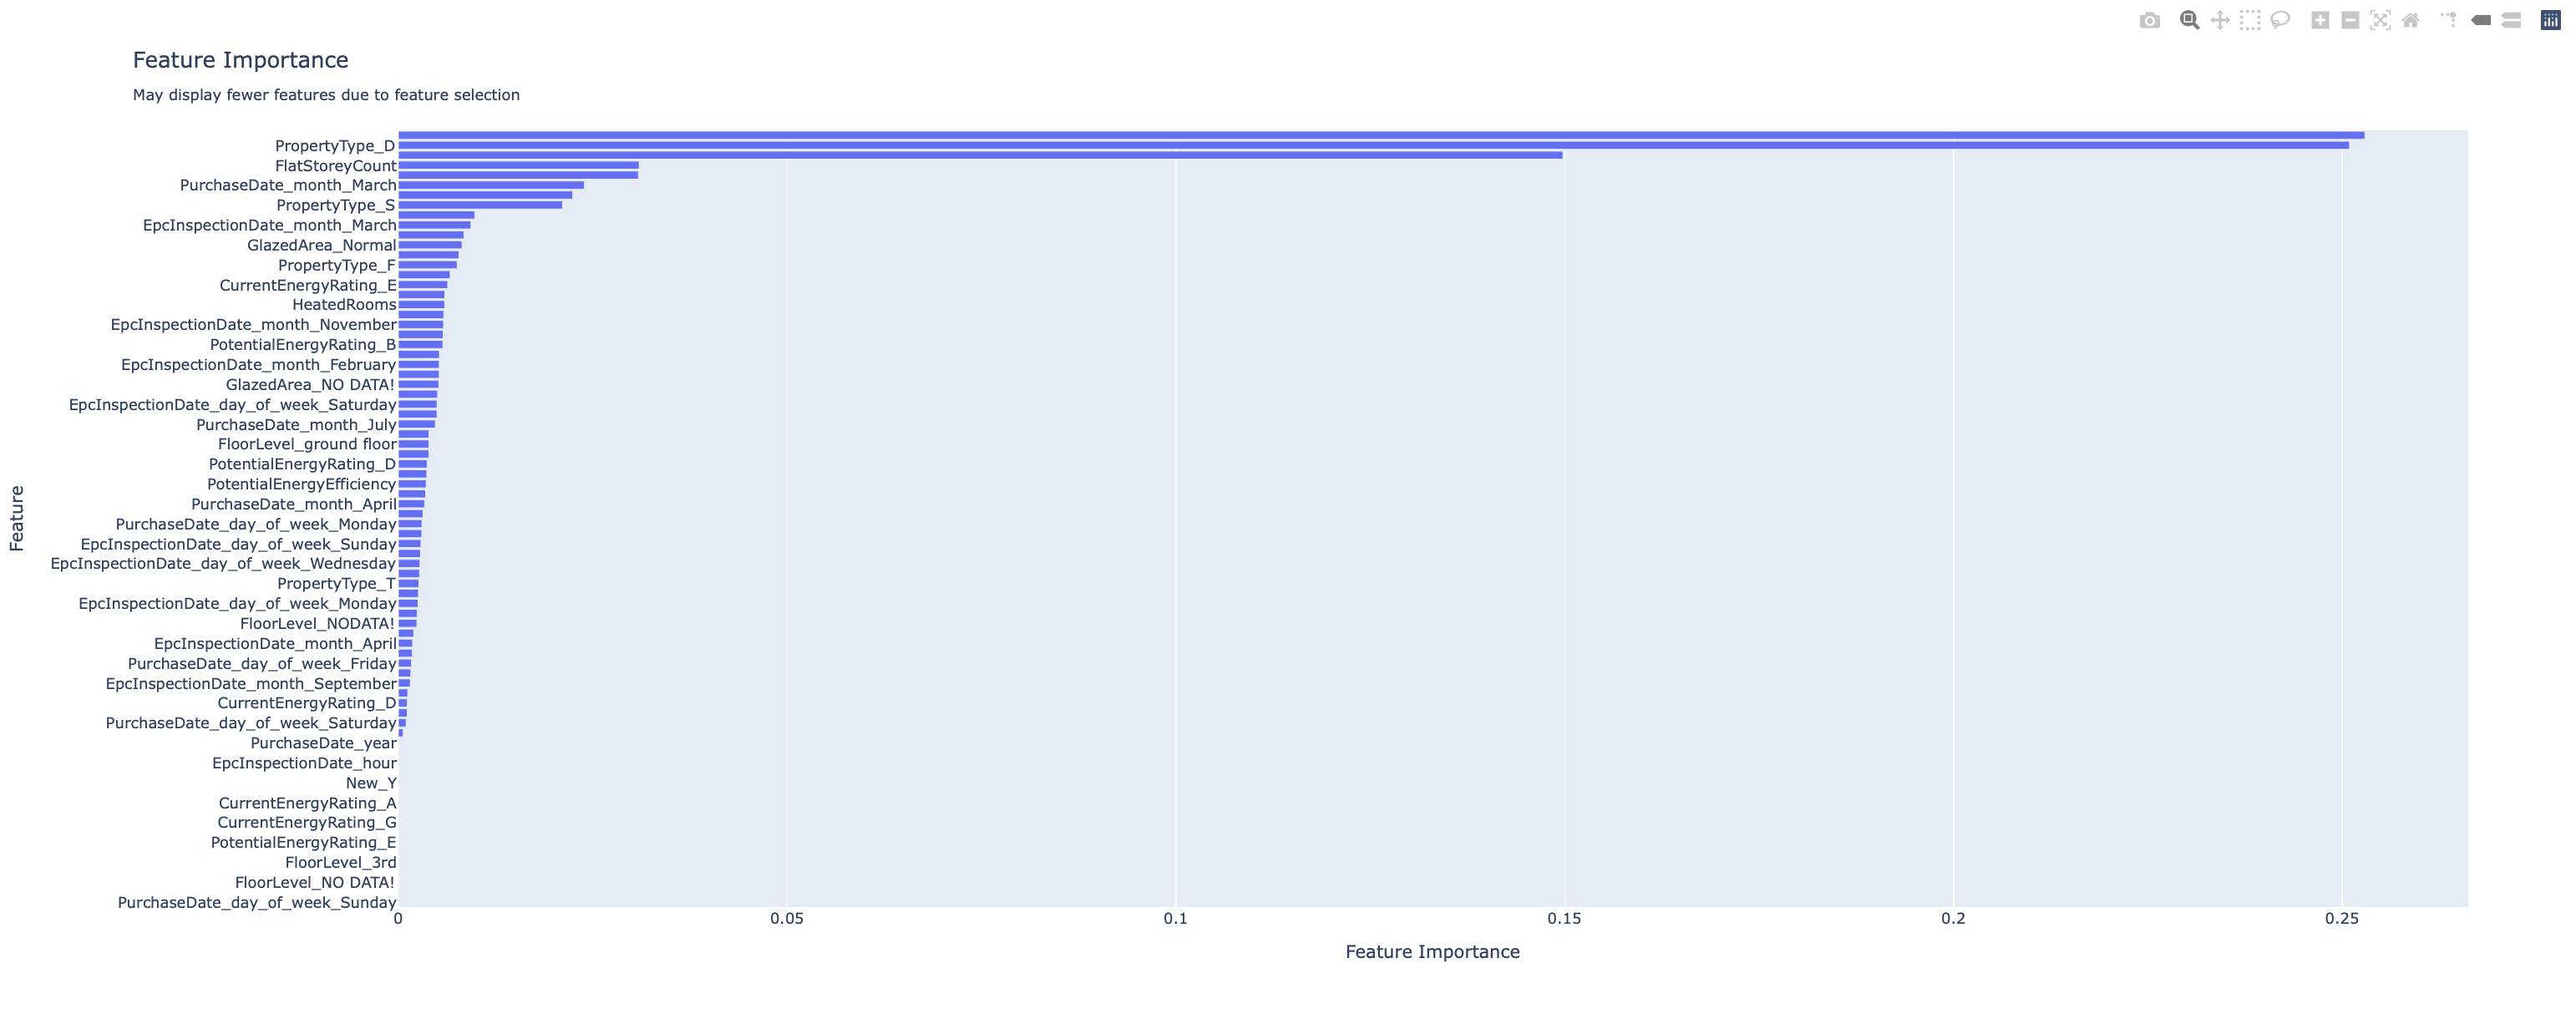 Feature Importance
May display fewer features due to feature selection
PropertyType_D
FlatStoreyCount
PurchaseDate_month_March
PropertyType_S
EpcInspectionDate_month_March
GlazedArea_Normal
PropertyType_F
CurrentEnergyRating_E
HeatedRooms
EpcInspectionDate_month_November
PotentialEnergyRating_B
EpcInspectionDate_month_February
GlazedArea_NO DATA!
EpcInspectionDate_day_of_week_Saturday
PurchaseDate_month_July
FloorLevel_ground floor
PotentialEnergyRating_D
PotentialEnergyEfficiency
PurchaseDate_month_April
PurchaseDate_day_of_week_Monday
EpcInspectionDate_day_of_week_Sunday
EpcInspectionDate_day_of_week_Wednesday
PropertyType_T
EpcInspectionDate_day_of_week_Monday
FloorLevel_NODATA!
EpcInspectionDate_month_April
PurchaseDate_day_of_week_Friday
EpcInspectionDate_month_September
CurrentEnergyRating_D
PurchaseDate_day_of_week_Saturday
PurchaseDate_year
EpcInspectionDate_hour
New_Y
CurrentEnergyRating_A
CurrentEnergyRating_G
PotentialEnergyRating_E
FloorLevel_3rd
FloorLevel_NO DATA!
PurchaseDate_day_of_week_Sunday
Feature
0 0.05 0.1 0.15 0.2 0.25
Feature Importance